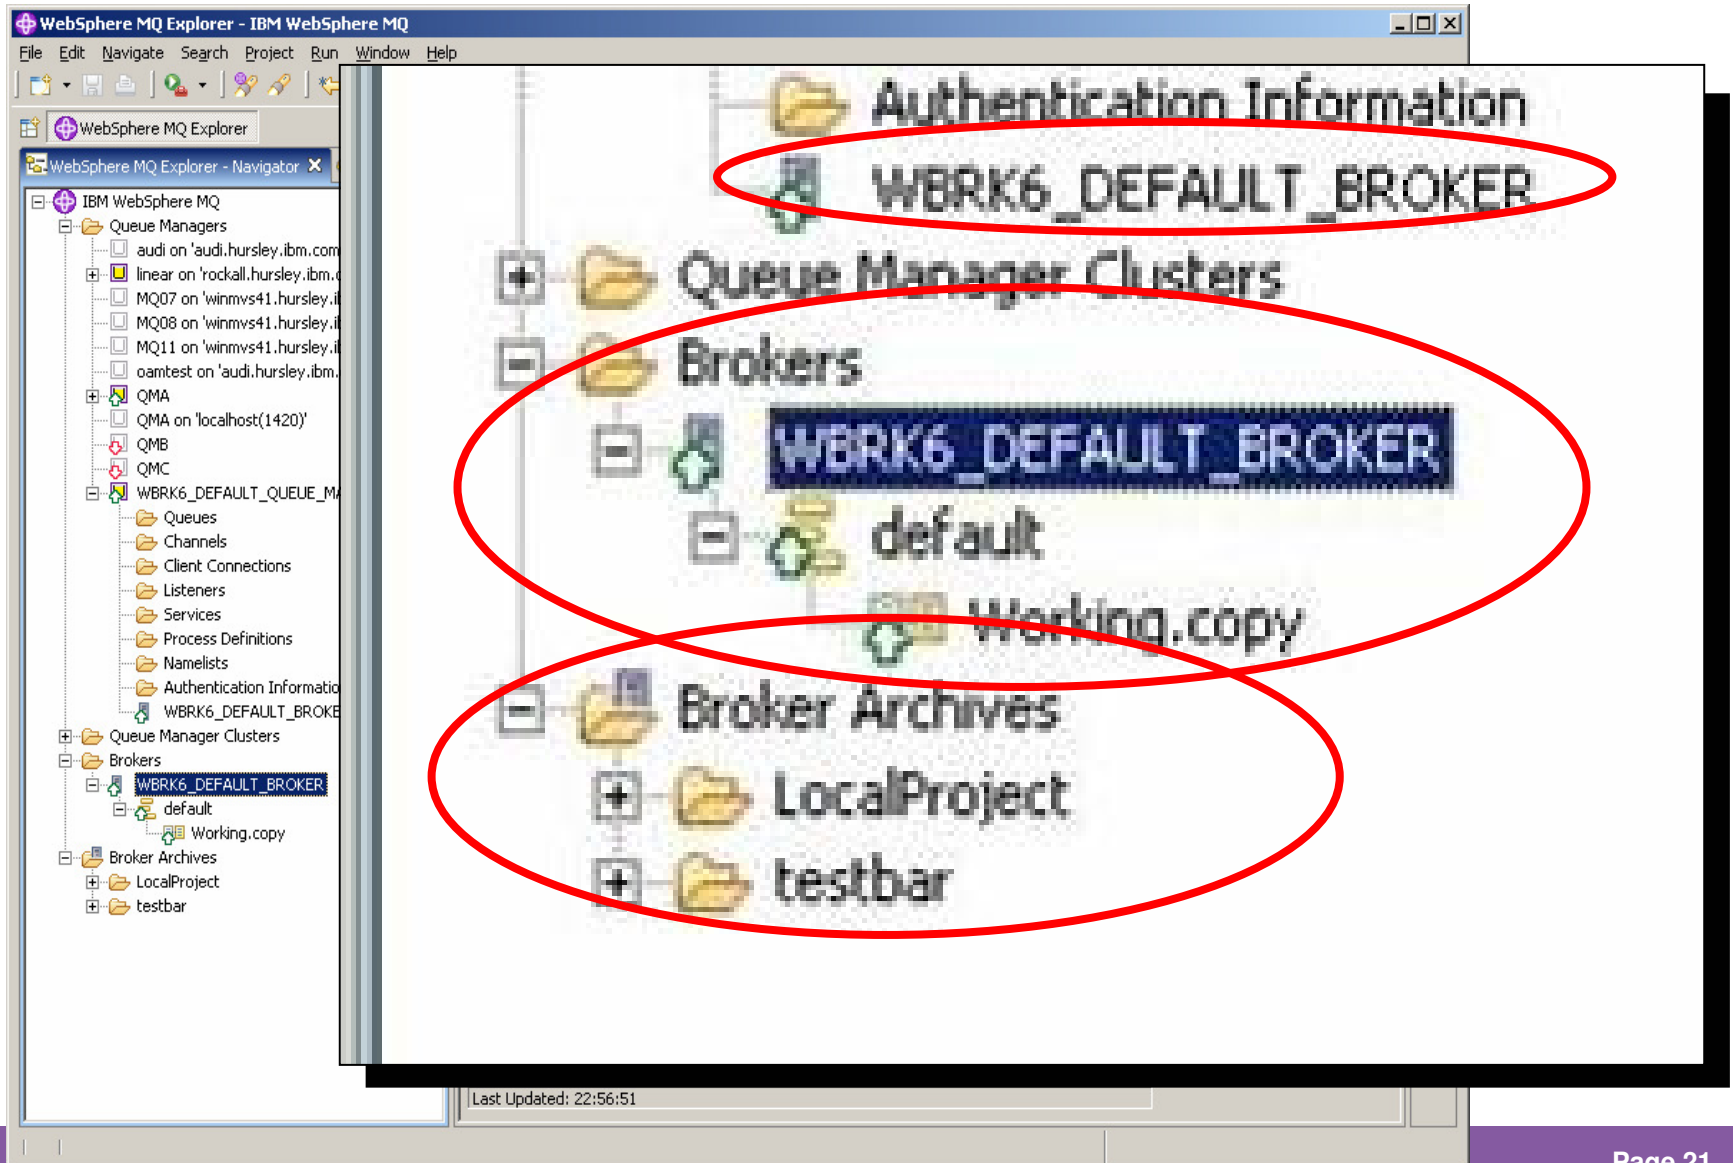 WebSphere MQ Explorer - IBM WebSphere MQ
File Edit Navigate Search Project Run Window Help
WebSphere MQ Explorer
WebSphere MQ Explorer - Navigator
IBM WebSphere MQ
Queue Managers
audi on 'audi.hursley.ibm.com
linear on 'rockall.hursley.ibm.
MQ07 on 'winmvs41.hursley.
MQ08 on 'winmvs41.hursley.
MQ11 on 'winmvs41.hursley.
oamtest on 'audi.hursley.ibm.
QMA
QMA on 'localhost(1420)'
QMB
QMC
WBRK6_DEFAULT_QUEUE_MA
Queues
Channels
Client Connections
Listeners
Services
Process Definitions
Namelists
Authentication Informatio
WBRK6_DEFAULT_BROKE
Queue Manager Clusters
Brokers
WBRK6_DEFAULT_BROKER
default
Working.copy
Broker Archives
LocalProject
testbar
Authentication Information
WBRK6_DEFAULT_BROKER
Queue Manager Clusters
Brokers
WBRK6_DEFAULT_BROKER
default
Working.copy
Broker Archives
LocalProject
testbar
Last Updated: 22:56:51
Page 21